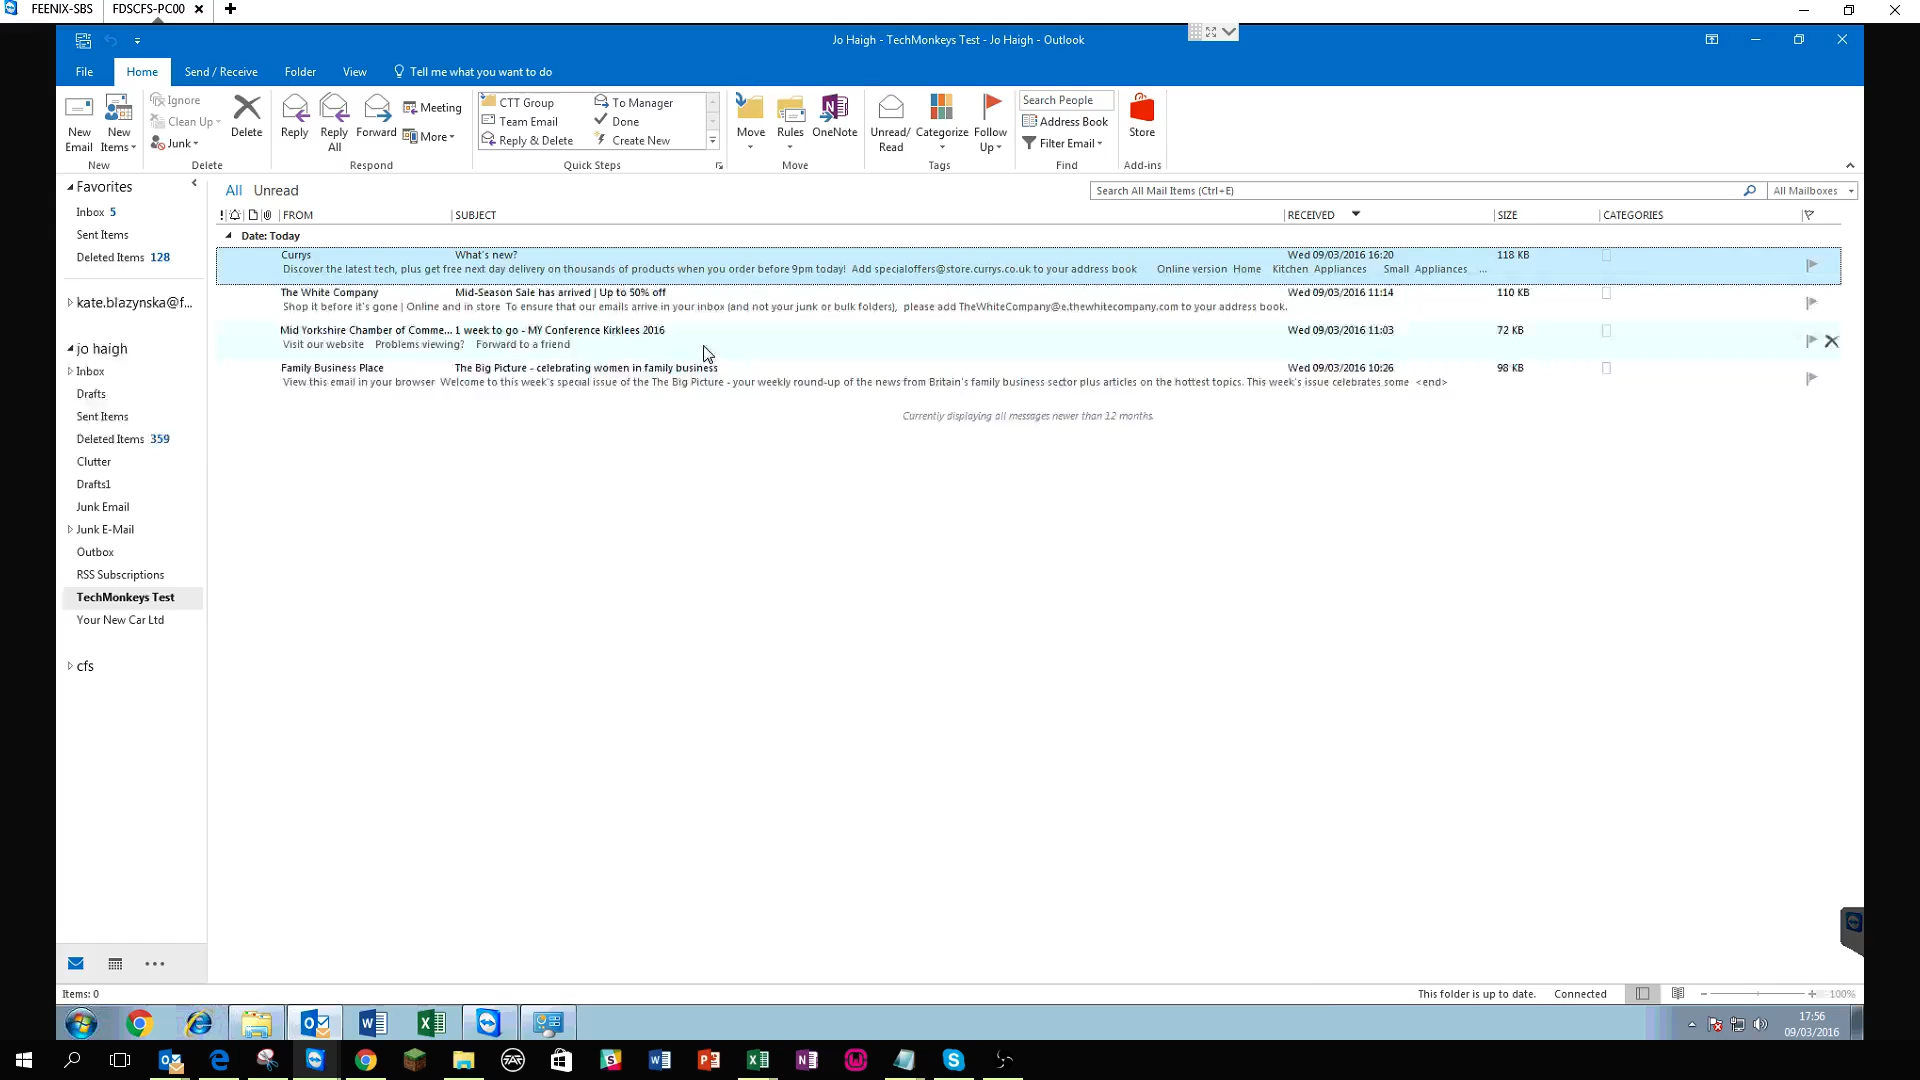 FEENIX-SBS FDSCFS-PC00
Jo Haigh - TechMonkeys Test - Jo Haigh - Outlook
File Home Send / Receive Folder View Tell me what you want to do
New Email
New Items
New
Ignore
Clean Up
Junk
Delete
Delete
Reply
Reply All
Forward
Meeting
More
Respond
CTT Group
Team Email
Reply & Delete
To Manager
Done
Create New
Quick Steps
Move
Rules
OneNote
Move
Unread/ Read
Categorize
Follow Up
Tags
Search People
Address Book
Filter Email
Find
Store
Add-ins
Favorites
Inbox 5
Sent Items
Deleted Items 128
kate.blazynska@f...
jo haigh
Inbox
Drafts
Sent Items
Deleted Items 359
Clutter
Drafts1
Junk Email
Junk E-Mail
Outbox
RSS Subscriptions
TechMonkeys Test
Your New Car Ltd
cfs
All Unread
Search All Mail Items (Ctrl+E) All Mailboxes
! FROM SUBJECT RECEIVED SIZE CATEGORIES
Date: Today
Currys What's new? Wed 09/03/2016 16:20 118 KB
Discover the latest tech, plus get free next day delivery on thousands of products when you order before 9pm today! Add specialoffers@store.currys.co.uk to your address book Online version Home Kitchen Appliances Small Appliances ...
The White Company Mid-Season Sale has arrived | Up to 50% off Wed 09/03/2016 11:14 110 KB
Shop it before it's gone | Online and in store To ensure that our emails arrive in your inbox (and not your junk or bulk folders), please add TheWhiteCompany@e.thewhitecompany.com to your address book.
Mid Yorkshire Chamber of Comme... 1 week to go - MY Conference Kirklees 2016 Wed 09/03/2016 11:03 72 KB
Visit our website Problems viewing? Forward to a friend
Family Business Place The Big Picture - celebrating women in family business Wed 09/03/2016 10:26 98 KB
View this email in your browser Welcome to this week's special issue of the The Big Picture - your weekly round-up of the news from Britain's family business sector plus articles on the hottest topics. This week's issue celebrates some <end>
Currently displaying all messages newer than 12 months.
Items: 0 This folder is up to date. Connected 100%
17:56
09/03/2016